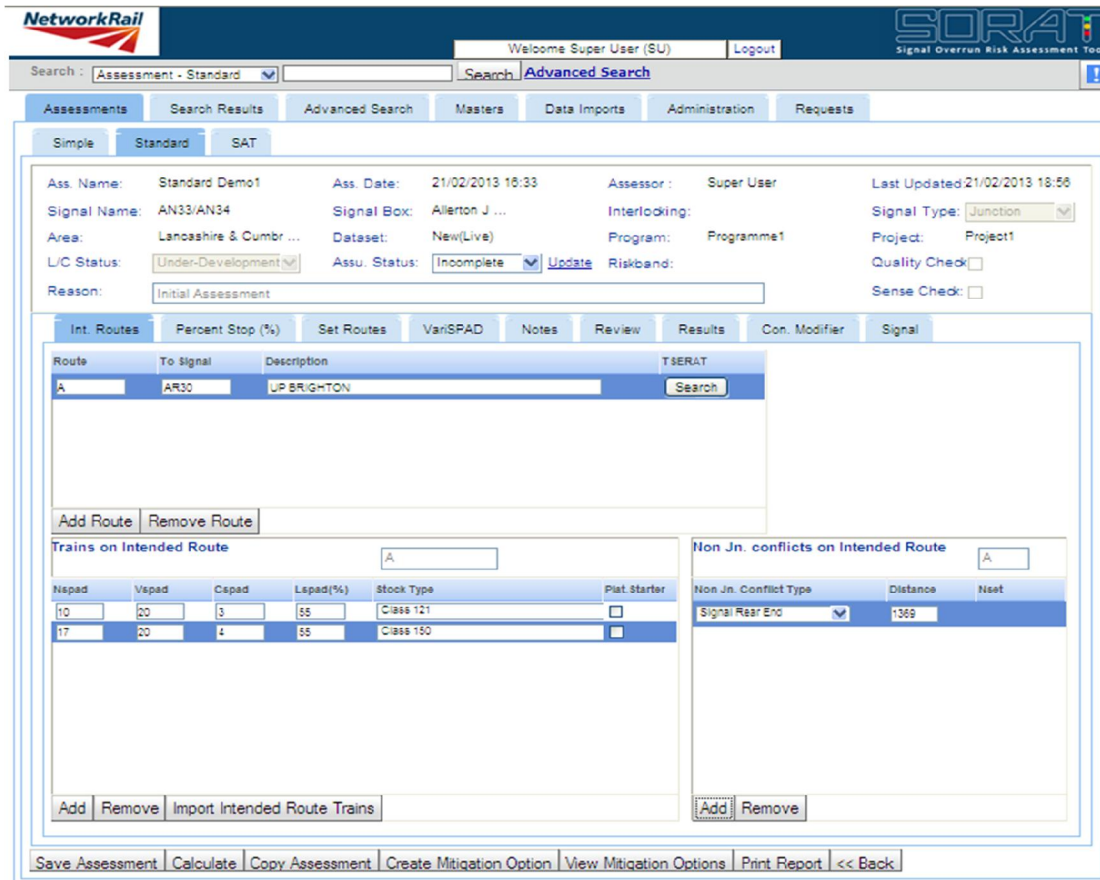 NetworkRail
SORAT
Signal Overrun Risk Assessment Too
Welcome Super User (SU) Logout
Search : Assessment - Standard Search Advanced Search !
Assessments Search Results Advanced Search Masters Data Imports Administration Requests
Simple Standard SAT
Ass. Name: Standard Demo1 Ass. Date: 21/02/2013 16:33 Assessor : Super User Last Updated: 21/02/2013 18:56
Signal Name: AN33/AN34 Signal Box: Allerton J ... Interlocking: Signal Type: Junction
Area: Lancashire & Cumbr ... Dataset: New(Live) Program: Programme1 Project: Project1
L/C Status: Under-Development Assu. Status: Incomplete Update Riskband: Quality Check
Reason: Initial Assessment Sense Check:
Int. Routes Percent Stop (%) Set Routes VariSPAD Notes Review Results Con. Modifier Signal
Route To Signal Description TSERAT
A AR30 UP BRIGHTON Search
Add Route Remove Route
Trains on Intended Route A Non Jn. conflicts on Intended Route A
Nspad Vspad Cspad Lspad(%) Stock Type Plat.Starter Non Jn. Conflict Type Distance Nset
10 20 3 55 Class 121 Signal Rear End 1369
17 20 4 55 Class 150
Add Remove Import Intended Route Trains Add Remove
Save Assessment Calculate Copy Assessment Create Mitigation Option View Mitigation Options Print Report << Back